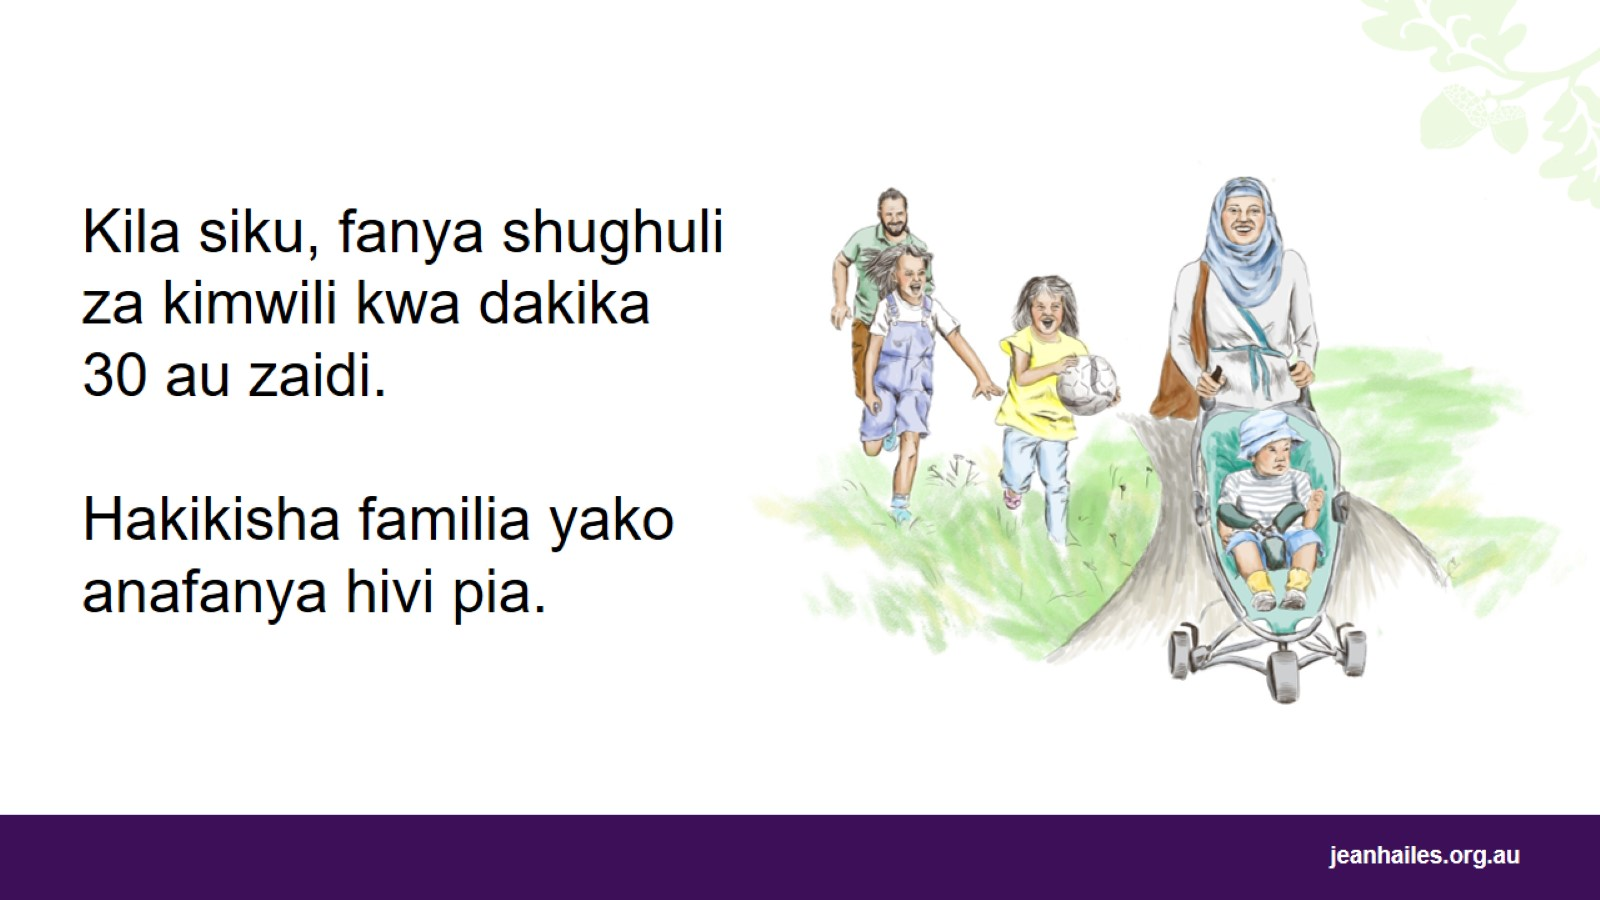 Kila siku, fanya shughuli
za kimwili kwa dakika
30 au zaidi.
Hakikisha familia yako
anafanya hivi pia.
jeanhailes.org.au